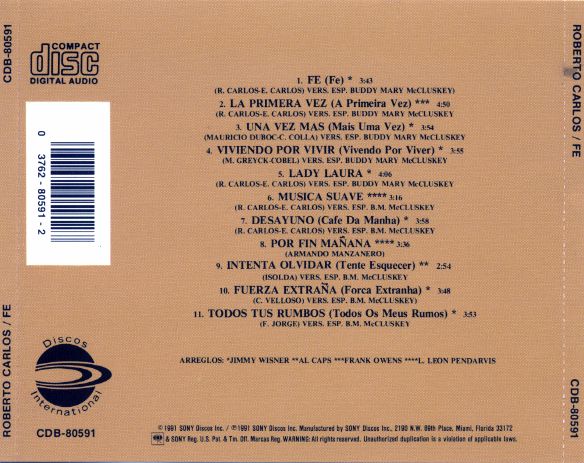 CDB-80591
ROBERTO CARLOS / FE
COMPACT
disc
DIGITAL AUDIO
0 3762 - 80591 - 2
1. FE (Fe) * 3:43
(R. CARLOS-E. CARLOS) VERS. ESP. BUDDY MARY McCLUSKEY)
2. LA PRIMERA VEZ (A Primeira Vez) *** 4:50
(R. CARLOS-E. CARLOS) VERS. ESP. BUDDY MARY McCLUSKEY
3. UNA VEZ MAS (Mais Uma Vez) * 3:54
(MAURICIO DUBOC-C. COLLA) VERS. ESP. BUDDY MARY McCLUSKEY
4. VIVIENDO POR VIVIR (Vivendo Por Viver) * 3:55
(M. GREYCK-COBEL) VERS. ESP. BUDDY MARY McCLUSKEY
5. LADY LAURA * 4:06
(R. CARLOS-E. CARLOS) VERS. ESP. BUDDY MARY McCLUSKEY
6. MUSICA SUAVE **** 3:16
(R. CARLOS-E. CARLOS) VERS. ESP. B.M. McCLUSKEY
7. DESAYUNO (Cafe Da Manha) * 3:58
(R. CARLOS-E. CARLOS) VERS. ESP. B.M. McCLUSKEY
8. POR FIN MAÑANA **** 3:36
(ARMANDO MANZANERO)
9. INTENTA OLVIDAR (Tente Esquecer) ** 2:54
(ISOLDA) VERS. ESP. B.M. McCLUSKEY
10. FUERZA EXTRAÑA (Forca Extranha) * 3:48
(C. VELLOSO) VERS. ESP. B.M. McCLUSKEY)
11. TODOS TUS RUMBOS (Todos Os Meus Rumos) * 3:53
(F. JORGE) VERS. ESP. B.M. McCLUSKEY
ARREGLOS: *JIMMY WISNER **AL CAPS ***FRANK OWENS ****L. LEON PENDARVIS
Discos
International
CDB-80591
© 1991 SONY Discos Inc. / ℗ 1991 SONY Discos Inc. Manufactured by SONY Discos Inc., 2190 N.W. 89th Place, Miami, Florida 33172
& SONY Reg. U.S. Pat. & Tm. Off. Marcas Reg. WARNING: All rights reserved. Unauthorized duplication is a violation of applicable laws.
ROBERTO CARLOS / FE
CDB-80591